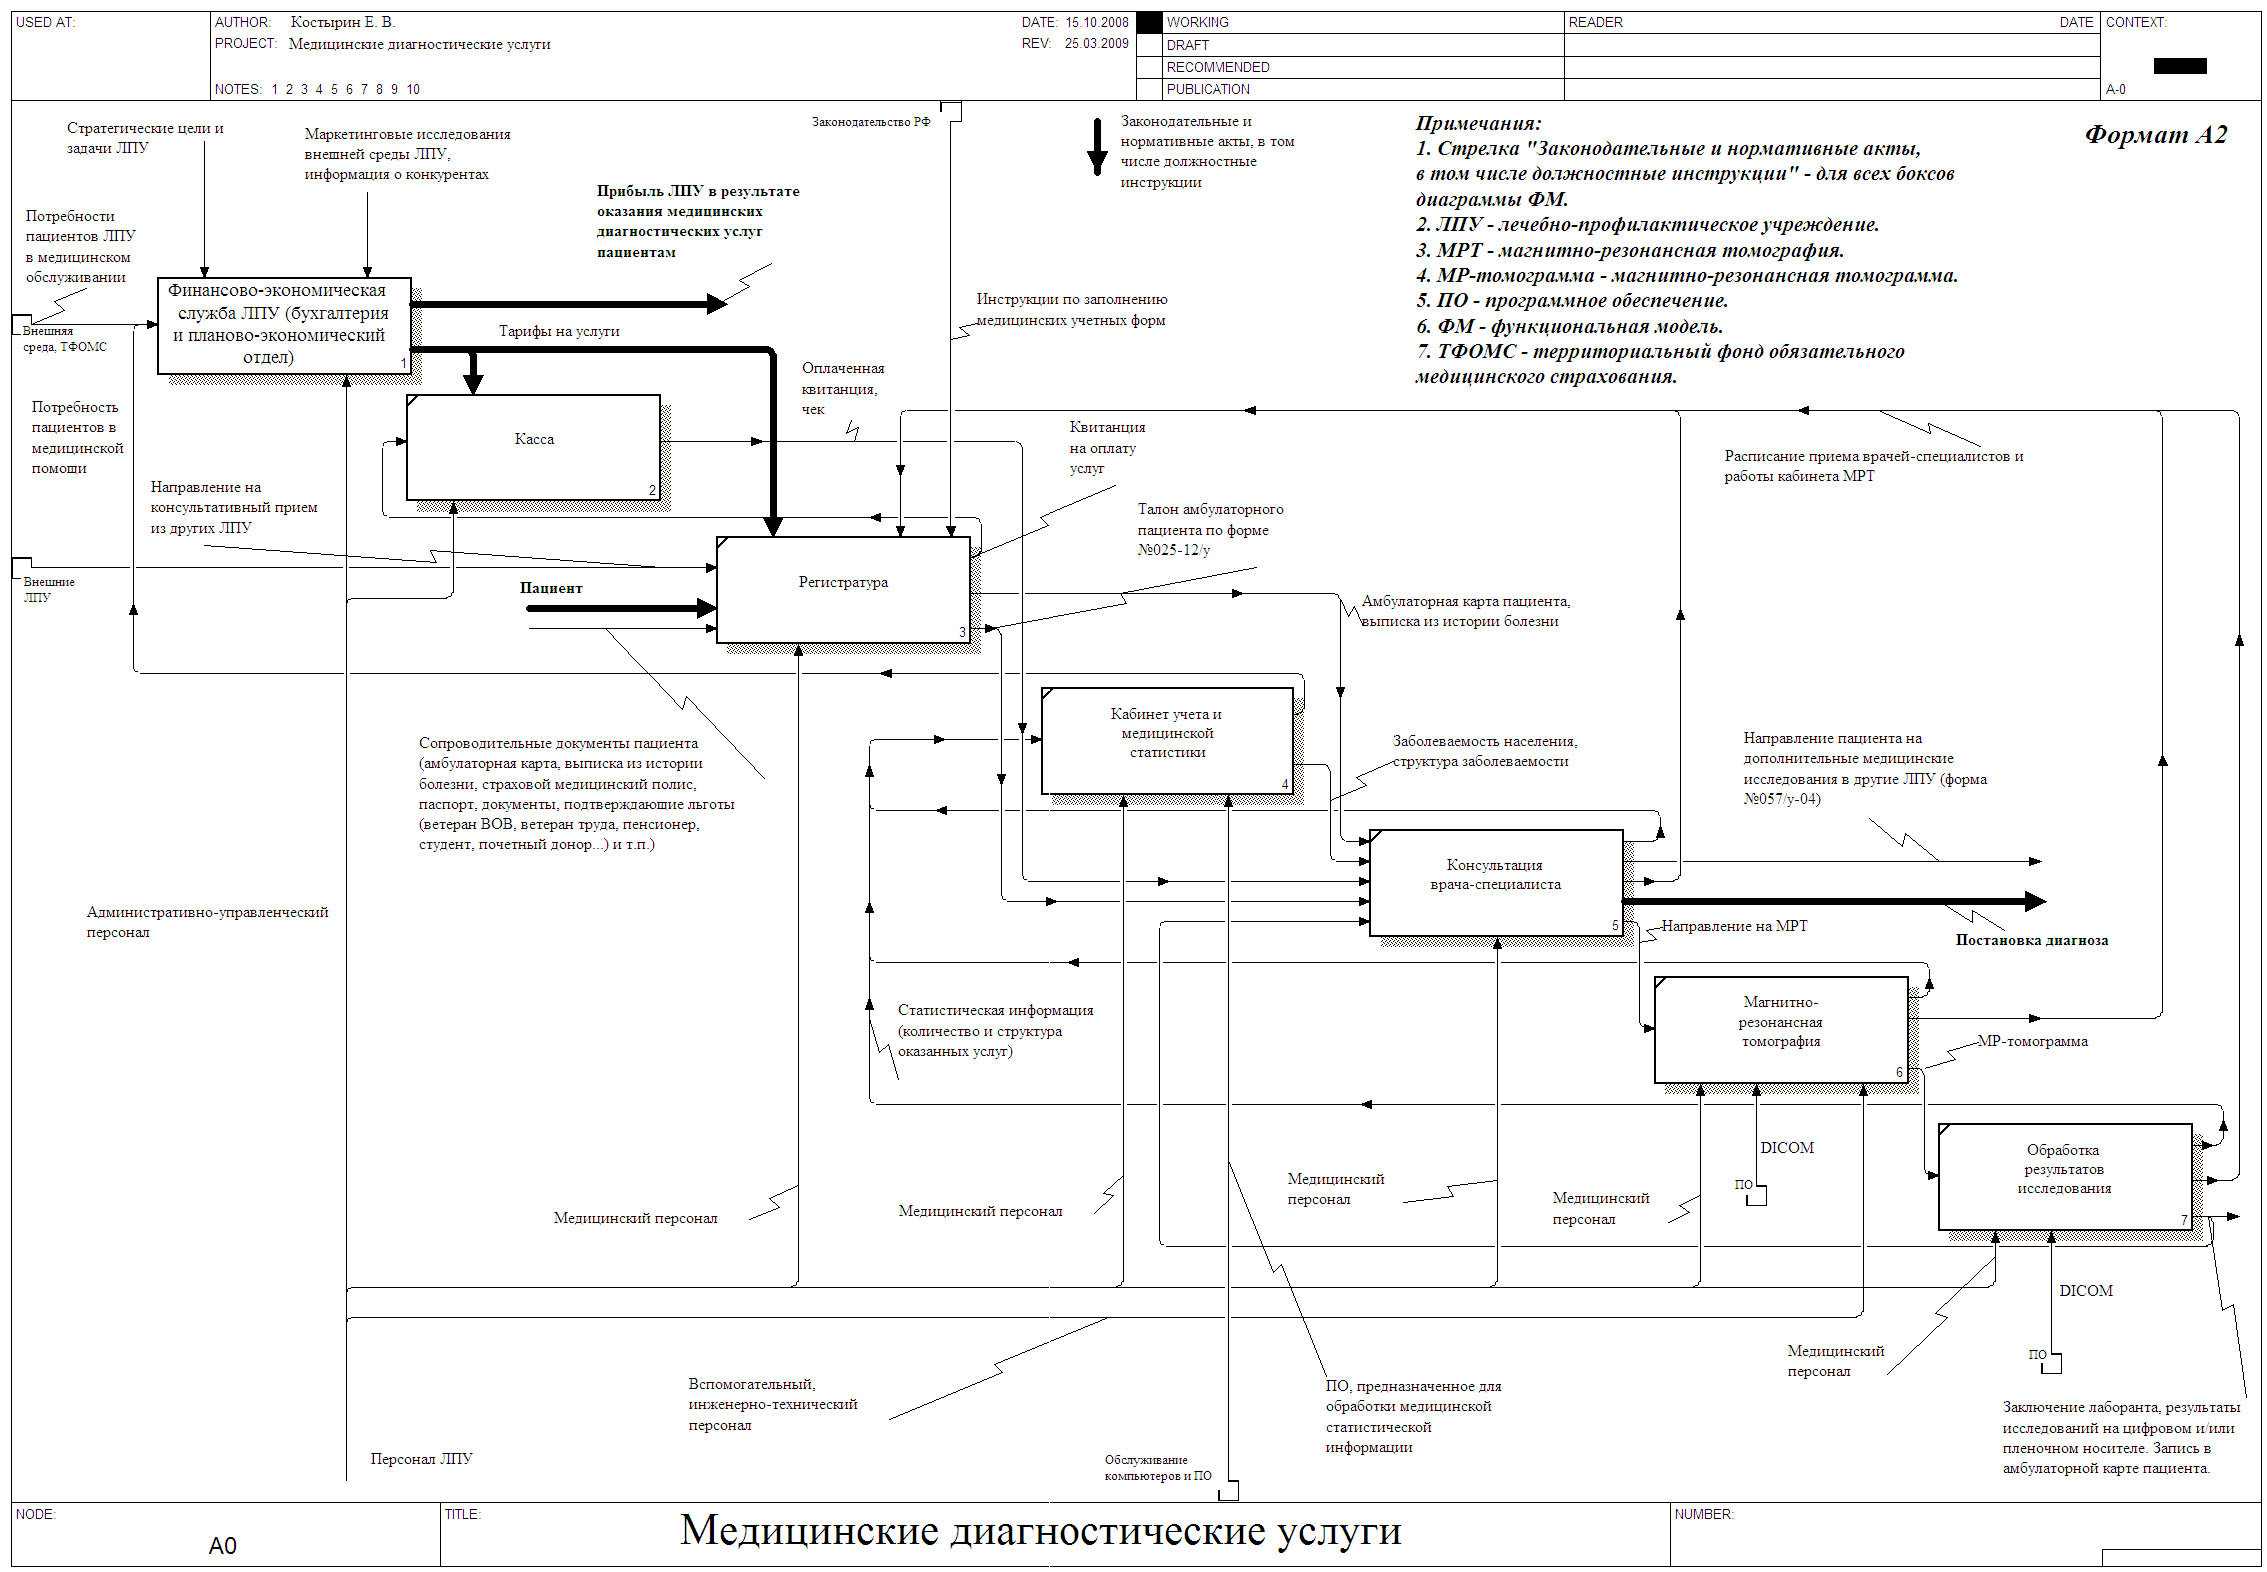 USED AT:
AUTHOR: Костырин Е. В.
PROJECT: Медицинские диагностические услуги
NOTES: 1 2 3 4 5 6 7 8 9 10
DATE: 15.10.2008
REV: 25.03.2009
WORKING
DRAFT
RECOMMENDED
PUBLICATION
READER
DATE
CONTEXT:
A-0
Стратегические цели и
задачи ЛПУ
Маркетинговые исследования
внешней среды ЛПУ,
информация о конкурентах
Законодательство РФ
Законодательные и
нормативные акты, в том
числе должностные
инструкции
Примечания:
1. Стрелка "Законодательные и нормативные акты,
в том числе должностные инструкции" - для всех боксов
диаграммы ФМ.
2. ЛПУ - лечебно-профилактическое учреждение.
3. МРТ - магнитно-резонансная томография.
4. МР-томограмма - магнитно-резонансная томограмма.
5. ПО - программное обеспечение.
6. ФМ - функциональная модель.
7. ТФОМС - территориальный фонд обязательного
медицинского страхования.
Формат А2
Прибыль ЛПУ в результате
оказания медицинских
диагностических услуг
пациентам
Потребности
пациентов ЛПУ
в медицинском
обслуживании
Внешняя
среда, ТФОМС
Финансово-экономическая
служба ЛПУ (бухгалтерия
и планово-экономический
отдел)
1
Тарифы на услуги
Инструкции по заполнению
медицинских учетных форм
Оплаченная
квитанция,
чек
Потребность
пациентов в
медицинской
помощи
Касса
2
Квитанция
на оплату
услуг
Расписание приема врачей-специалистов и
работы кабинета МРТ
Направление на
консультативный прием
из других ЛПУ
Талон амбулаторного
пациента по форме
№025-12/у
Внешние
ЛПУ
Пациент
Регистратура
3
Амбулаторная карта пациента,
выписка из истории болезни
Сопроводительные документы пациента
(амбулаторная карта, выписка из истории
болезни, страховой медицинский полис,
паспорт, документы, подтверждающие льготы
(ветеран ВОВ, ветеран труда, пенсионер,
студент, почетный донор...) и т.п.)
Кабинет учета и
медицинской
статистики
4
Заболеваемость населения,
структура заболеваемости
Направление пациента на
дополнительные медицинские
исследования в другие ЛПУ (форма
№057/у-04)
Консультация
врача-специалиста
5
Административно-управленческий
персонал
Направление на МРТ
Постановка диагноза
Статистическая информация
(количество и структура
оказанных услуг)
Магнитно-
резонансная
томография
6
МР-томограмма
DICOM
ПО
Обработка
результатов
исследования
7
Медицинский персонал
Медицинский персонал
Медицинский
персонал
Медицинский
персонал
DICOM
ПО
Медицинский
персонал
Вспомогательный,
инженерно-технический
персонал
ПО, предназначенное для
обработки медицинской
статистической
информации
Заключение лаборанта, результаты
исследований на цифровом и/или
пленочном носителе. Запись в
амбулаторной карте пациента.
Персонал ЛПУ
Обслуживание
компьютеров и ПО
NODE:
A0
TITLE:
Медицинские диагностические услуги
NUMBER: